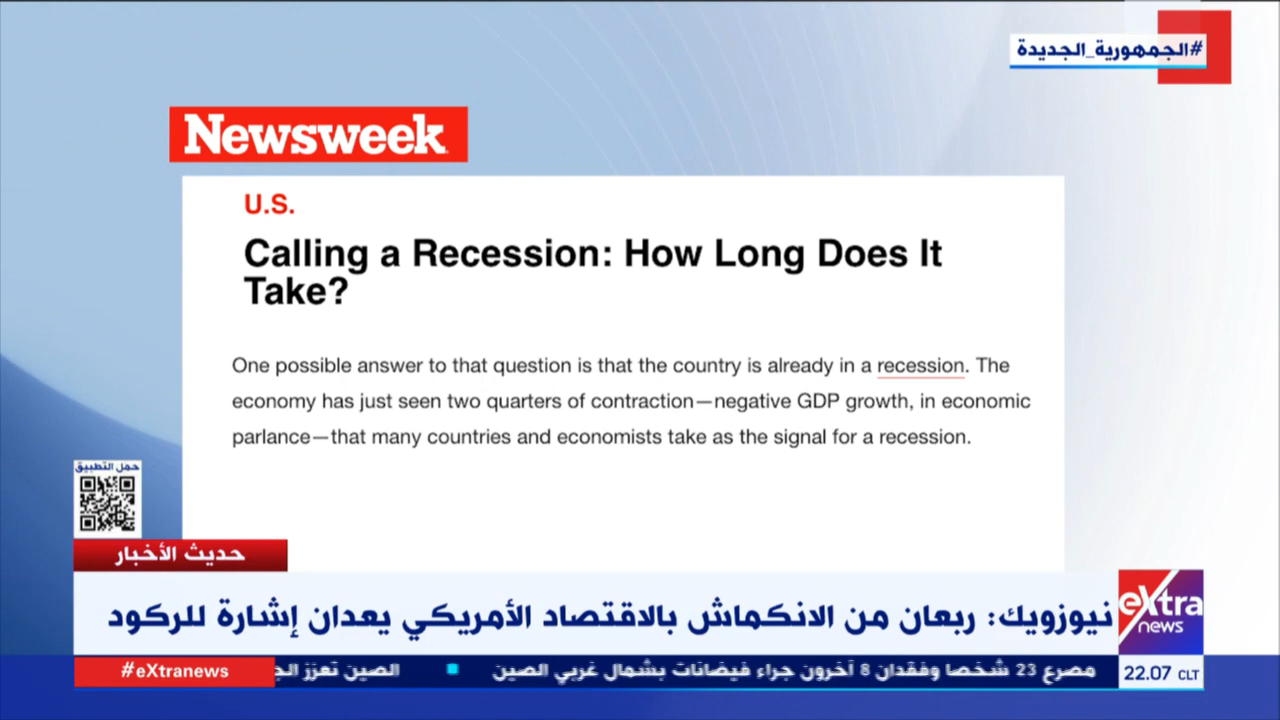 #الجمهورية_الجديدة
Newsweek
U.S.
Calling a Recession: How Long Does It
Take?
One possible answer to that question is that the country is already in a recession. The
economy has just seen two quarters of contraction—negative GDP growth, in economic
parlance—that many countries and economists take as the signal for a recession.
حمل التطبيق
حديث الأخبار
نيوزويك: ربعان من الانكماش بالاقتصاد الأمريكي يعدان إشارة للركود
eXtra
news
#eXtranews
مصرع 23 شخصا وفقدان 8 آخرون جراء فيضانات بشمال غربي الصين ■ الصين تعزز
22.07 CLT